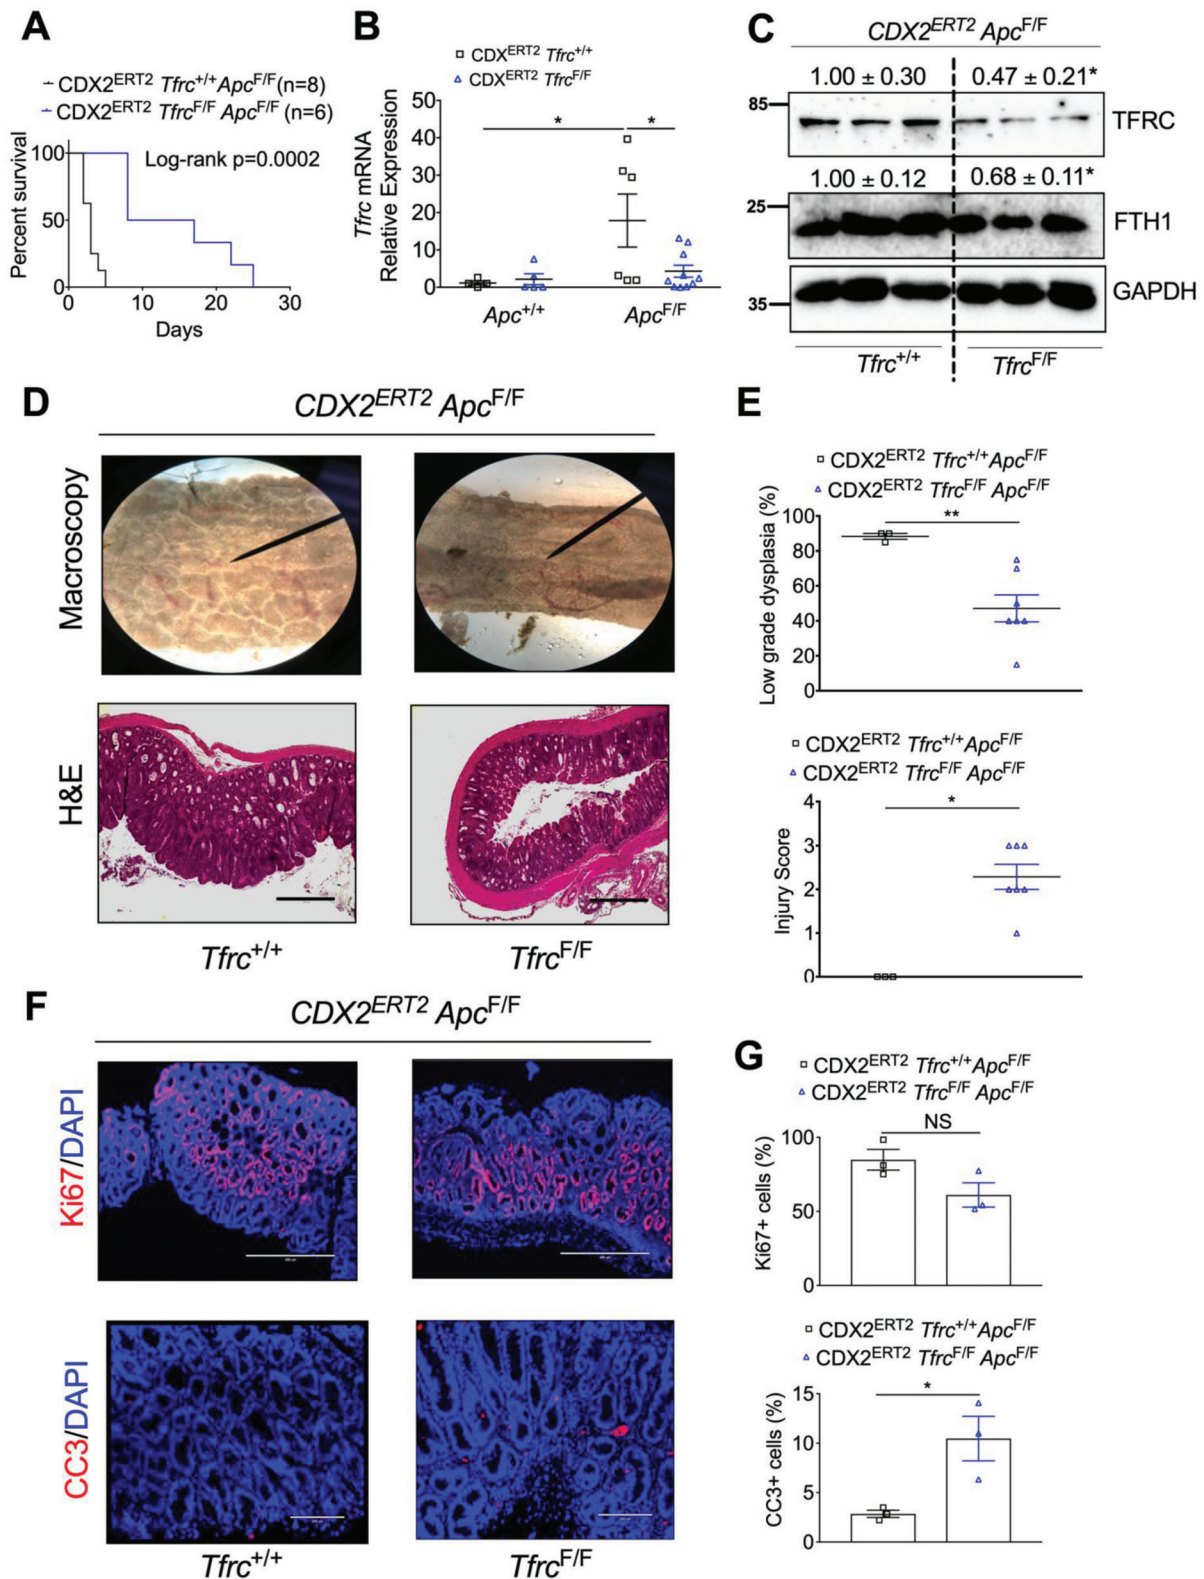 A
CDX2ERT2 Tfrc+/+ApcF/F(n=8)
CDX2ERT2 TfrcF/F ApcF/F (n=6)
Percent survival
100
50
0
Log-rank p=0.0002
0 10 20 30
Days
B
CDXERT2 Tfrc+/+
CDXERT2 TfrcF/F
Tfrc mRNA
Relative Expression
50
40
30
20
10
0
* *
Apc+/+ ApcF/F
C
CDX2ERT2 ApcF/F
1.00 ± 0.30 0.47 ± 0.21*
85
TFRC
1.00 ± 0.12 0.68 ± 0.11*
25
FTH1
35
GAPDH
Tfrc+/+ TfrcF/F
D
CDX2ERT2 ApcF/F
Macroscopy
H&E
Tfrc+/+ TfrcF/F
E
CDX2ERT2 Tfrc+/+ApcF/F
CDX2ERT2 TfrcF/F ApcF/F
Low grade dysplasia (%)
100
80
60
40
20
0
**
CDX2ERT2 Tfrc+/+ApcF/F
CDX2ERT2 TfrcF/F ApcF/F
Injury Score
4
3
2
1
0
*
F
CDX2ERT2 ApcF/F
Ki67/DAPI
CC3/DAPI
Tfrc+/+ TfrcF/F
G
CDX2ERT2 Tfrc+/+ApcF/F
CDX2ERT2 TfrcF/F ApcF/F
Ki67+ cells (%)
100
50
0
NS
CDX2ERT2 Tfrc+/+ApcF/F
CDX2ERT2 TfrcF/F ApcF/F
CC3+ cells (%)
15
10
5
0
*